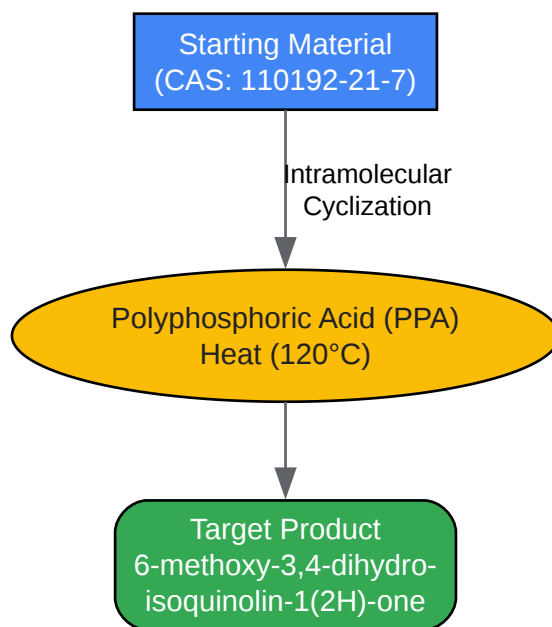 Starting Material
(CAS: 110192-21-7)
Intramolecular
Cyclization
Polyphosphoric Acid (PPA)
Heat (120°C)
Target Product
6-methoxy-3,4-dihydro-
isoquinolin-1(2H)-one